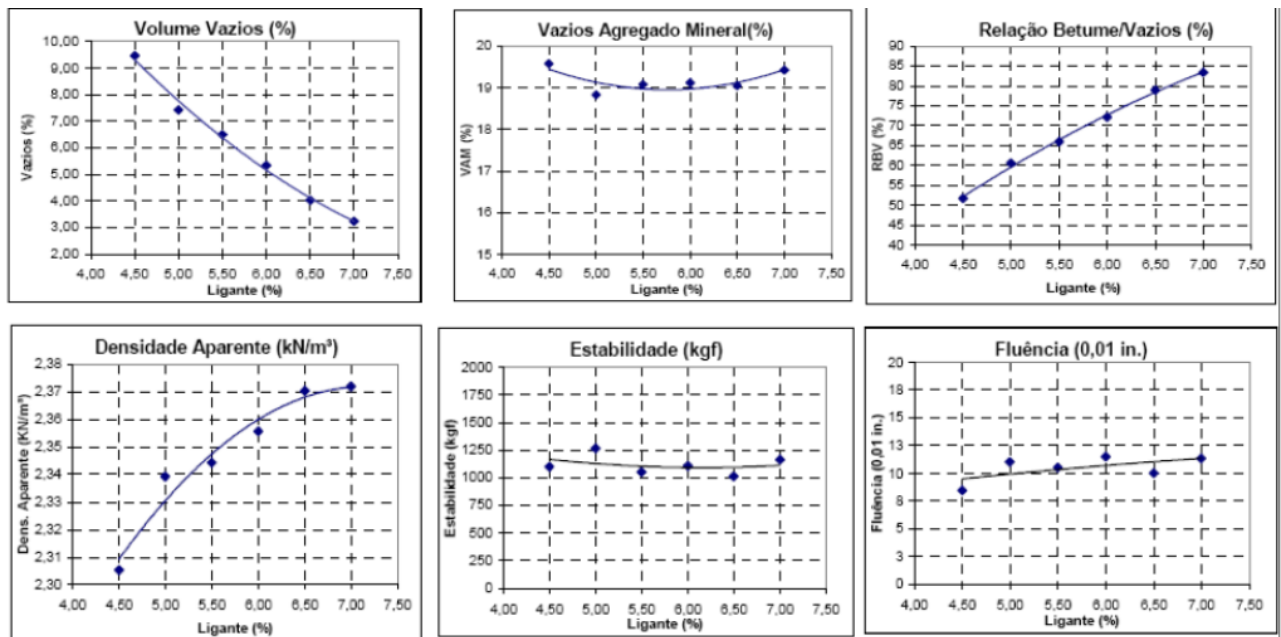 Volume Vazios (%)
Vazios (%)
10,00
9,00
8,00
7,00
6,00
5,00
4,00
3,00
2,00
4,00 4,50 5,00 5,50 6,00 6,50 7,00 7,50
Ligante (%)
Vazios Agregado Mineral(%)
VAM (%)
20
19
18
17
16
15
4,00 4,50 5,00 5,50 6,00 6,50 7,00 7,50
Ligante (%)
Relação Betume/Vazios (%)
RBV (%)
90
85
80
75
70
65
60
55
50
45
40
4,00 4,50 5,00 5,50 6,00 6,50 7,00 7,50
Ligante (%)
Densidade Aparente (kN/m³)
Dens. Aparente (KN/m³)
2,38
2,37
2,36
2,35
2,34
2,33
2,32
2,31
2,30
4,00 4,50 5,00 5,50 6,00 6,50 7,00 7,50
Ligante (%)
Estabilidade (kgf)
Estabilidade (kgf)
2000
1750
1500
1250
1000
750
500
250
0
4,00 4,50 5,00 5,50 6,00 6,50 7,00 7,50
Ligante (%)
Fluência (0,01 in.)
Fluência (0,01 in.)
20
18
15
13
10
8
5
3
0
4,00 4,50 5,00 5,50 6,00 6,50 7,00 7,50
Ligante (%)